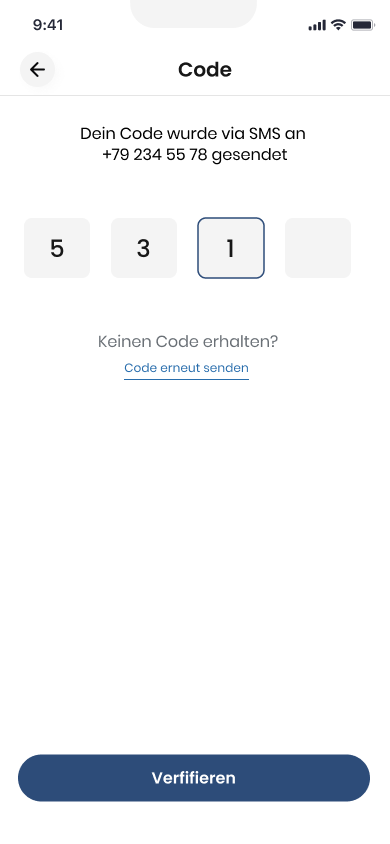 9:41
Code
Dein Code wurde via SMS an
+79 234 55 78 gesendet
5 3 1
Keinen Code erhalten?
Code erneut senden
Verfifieren